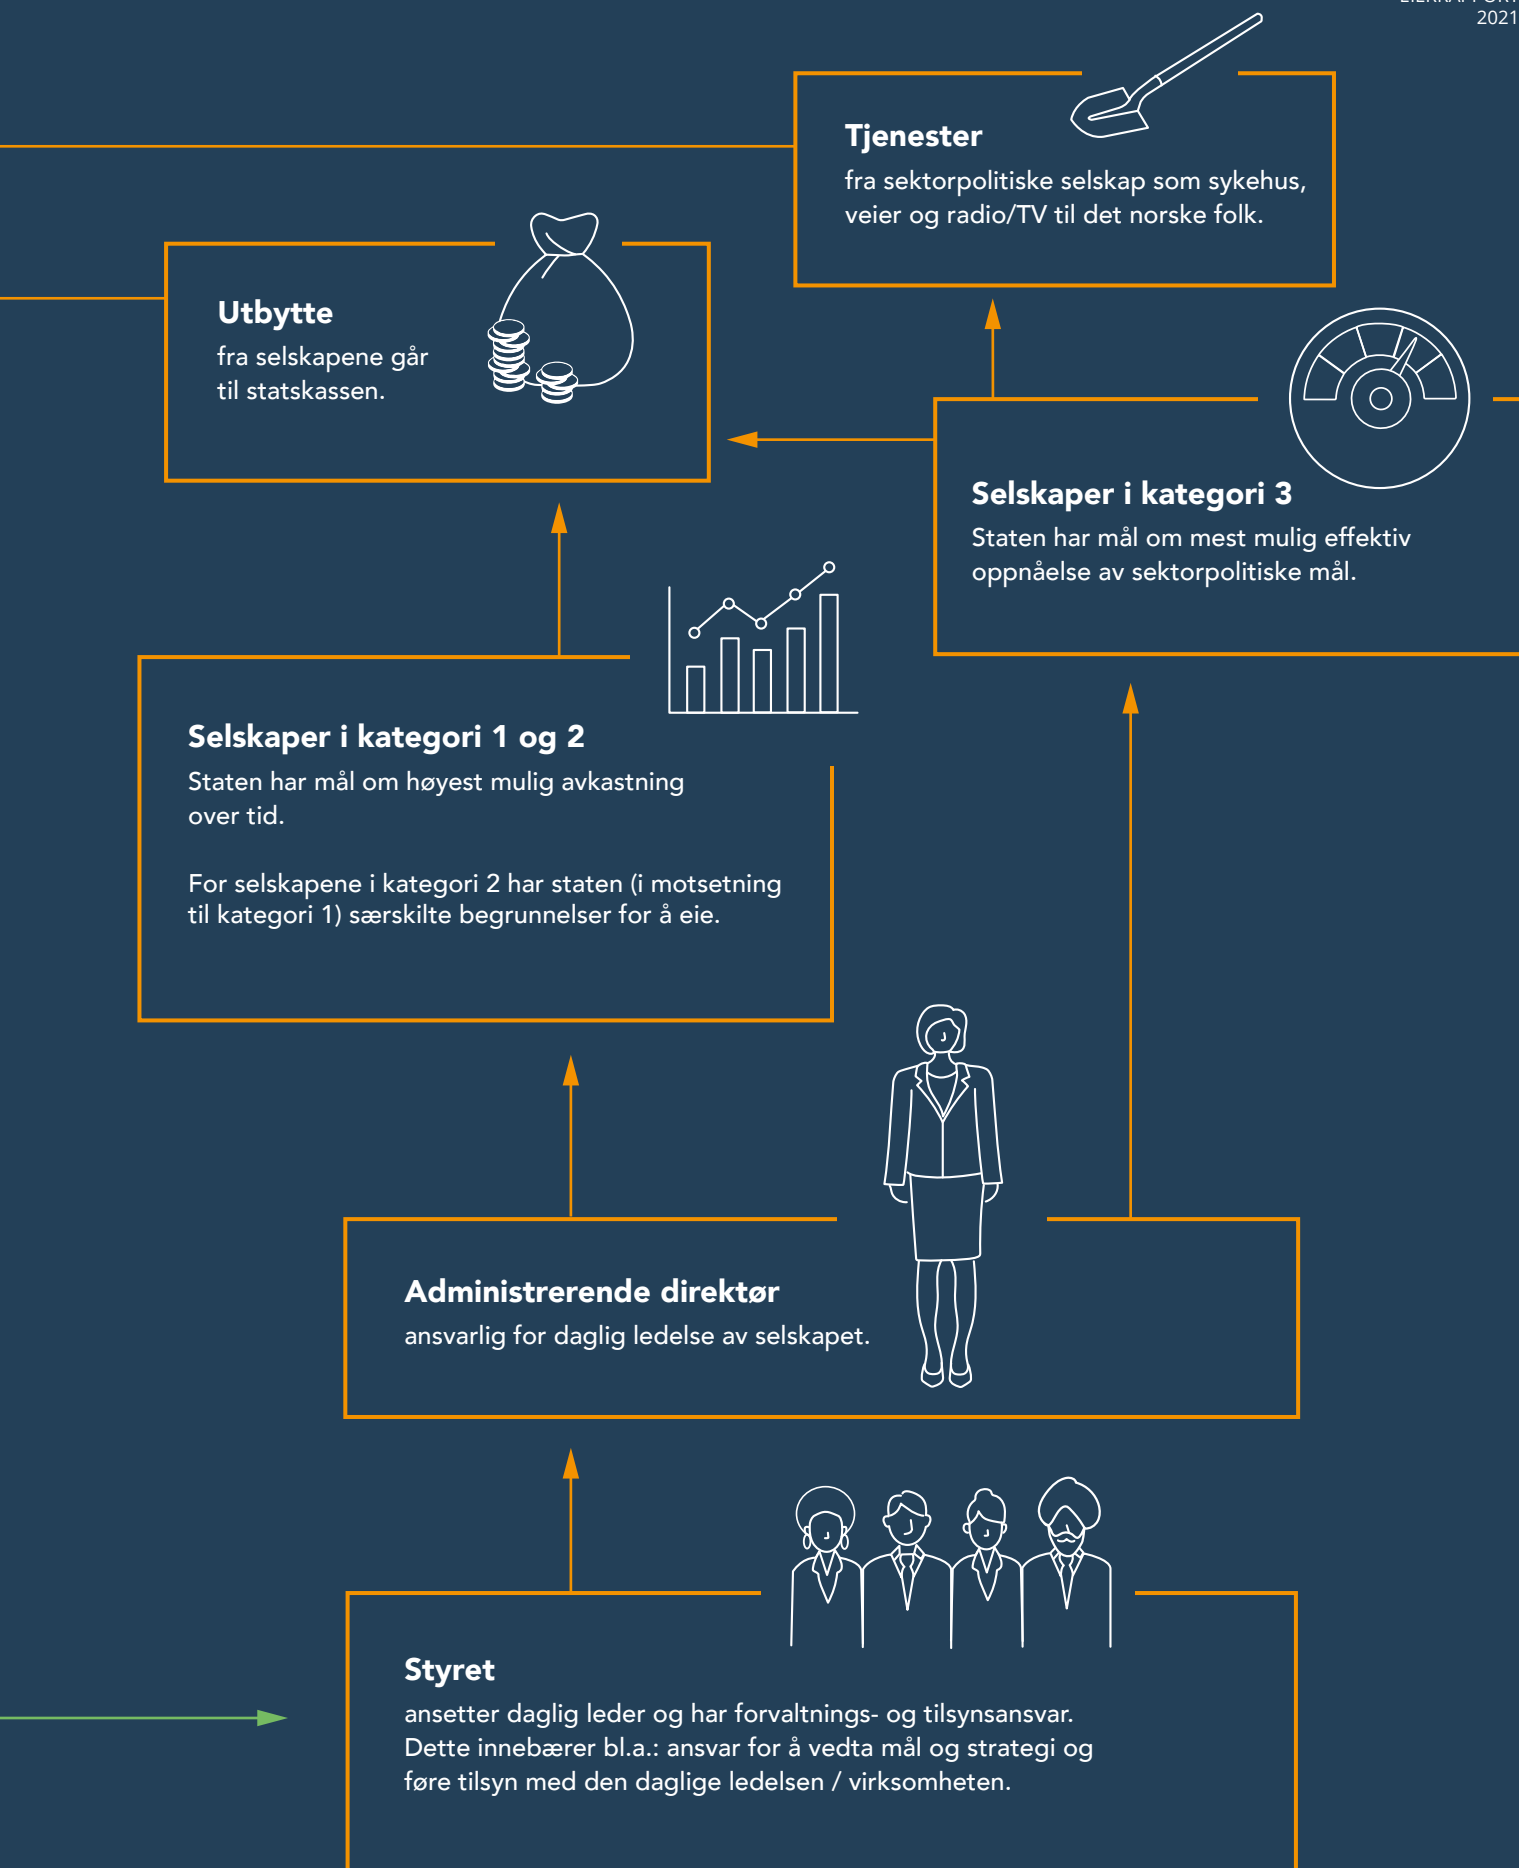 2021
Tjenester
fra sektorpolitiske selskap som sykehus,
veier og radio/TV til det norske folk.
Utbytte
fra selskapene går
til statskassen.
Selskaper i kategori 3
Staten har mål om mest mulig effektiv
oppnåelse av sektorpolitiske mål.
Selskaper i kategori 1 og 2
Staten har mål om høyest mulig avkastning
over tid.
For selskapene i kategori 2 har staten (i motsetning
til kategori 1) særskilte begrunnelser for å eie.
Administrerende direktør
ansvarlig for daglig ledelse av selskapet.
Styret
ansetter daglig leder og har forvaltnings- og tilsynsansvar.
Dette innebærer bl.a.: ansvar for å vedta mål og strategi og
føre tilsyn med den daglige ledelsen / virksomheten.